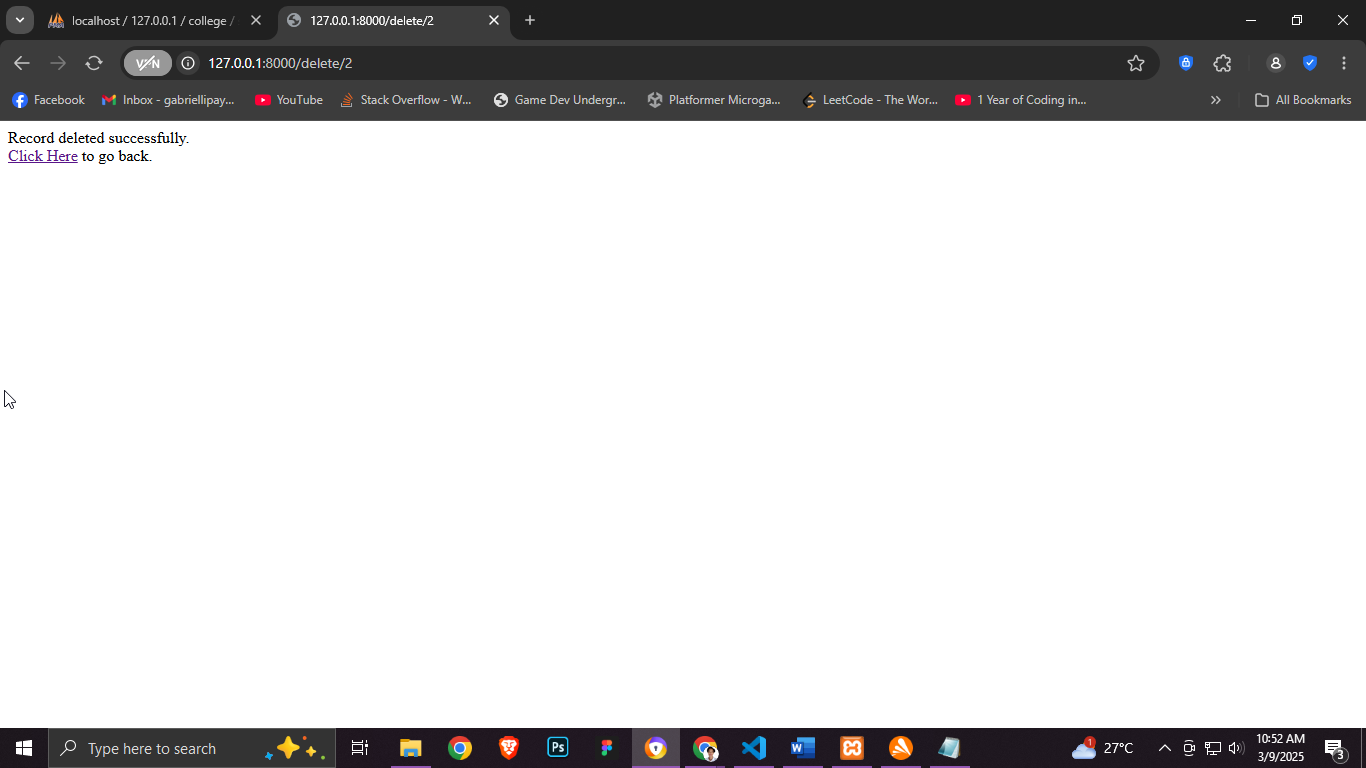 localhost / 127.0.0.1 / college /
127.0.0.1:8000/delete/2
VPN
127.0.0.1:8000/delete/2
Facebook
Inbox - gabriellipay...
YouTube
Stack Overflow - W...
Game Dev Undergr...
Platformer Microga...
LeetCode - The Wor...
1 Year of Coding in...
All Bookmarks
Record deleted successfully.
Click Here to go back.
Type here to search
Ps
1
27°C
10:52 AM
3/9/2025
3